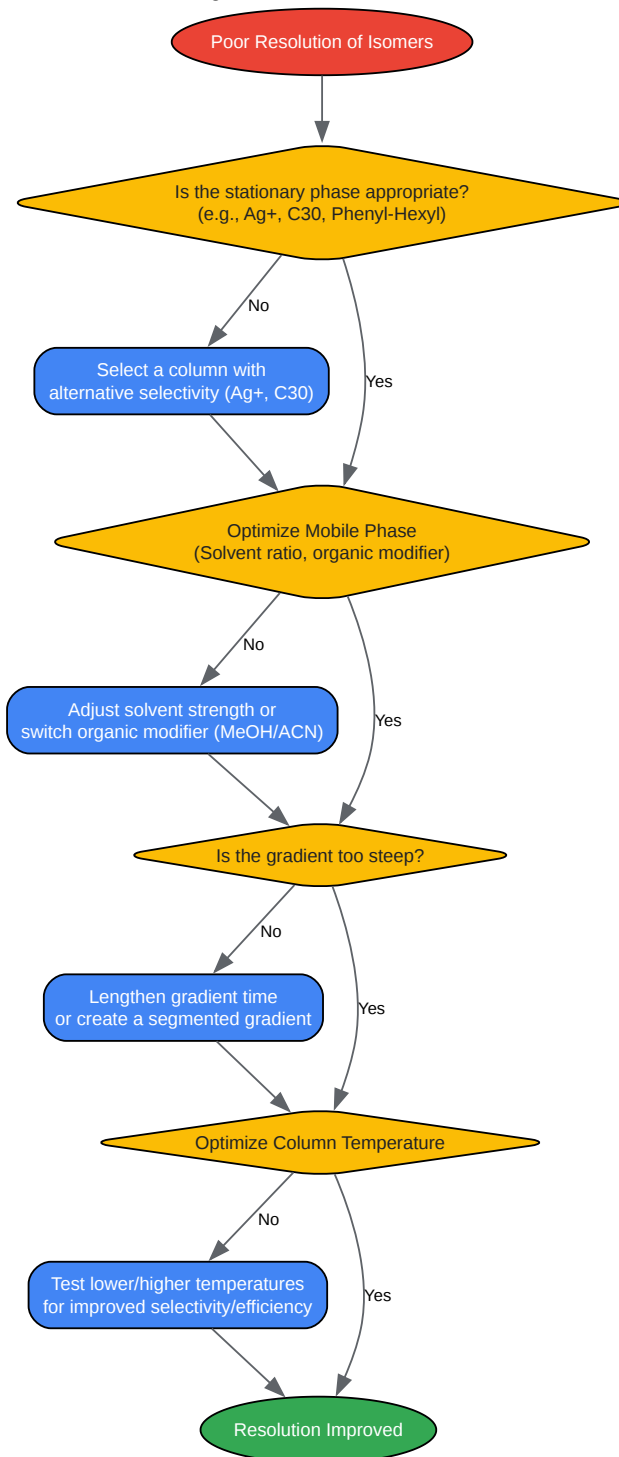 Poor Resolution of Isomers
Is the stationary phase appropriate?
(e.g., Ag+, C30, Phenyl-Hexyl)
No
Yes
Select a column with
alternative selectivity (Ag+, C30)
Optimize Mobile Phase
(Solvent ratio, organic modifier)
No
Yes
Adjust solvent strength or
switch organic modifier (MeOH/ACN)
Is the gradient too steep?
No
Yes
Lengthen gradient time
or create a segmented gradient
Optimize Column Temperature
No
Yes
Test lower/higher temperatures
for improved selectivity/efficiency
Resolution Improved